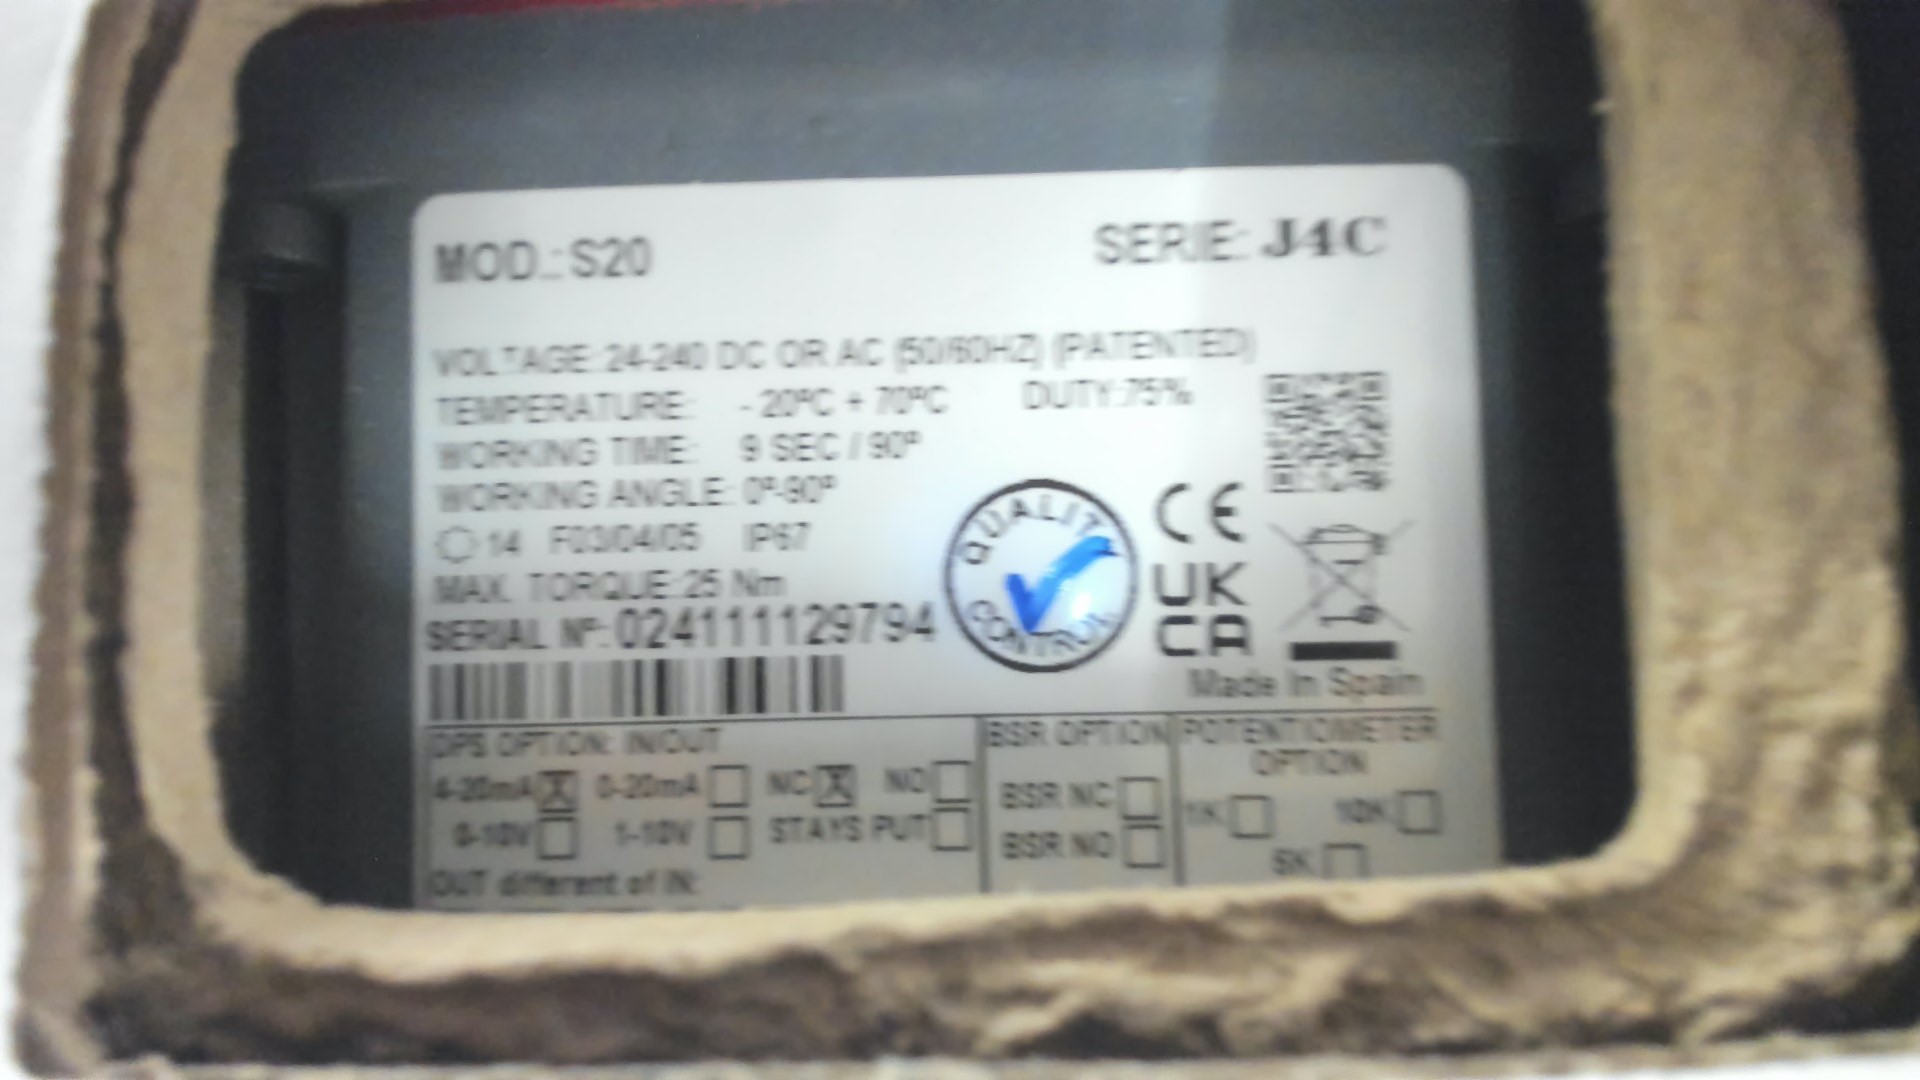 MOD.: S20 SERIE: J4C
VOLTAGE: 24-240 DC OR AC (50/60HZ) (PATENTED)
TEMPERATURE: - 20ºC + 70ºC DUTY:75%
WORKING TIME: 9 SEC / 90º
WORKING ANGLE: 0º-90º
14 F03/04/05 IP67
MAX. TORQUE:25 Nm
SERIAL Nº: 024111129794
QUALITY
CONTROL
CE
UK
CA
Made In Spain
DPS OPTION: IN/OUT
4-20mA 0-20mA NC NO
0-10V 1-10V STAYS PUT
OUT different of IN:
BSR OPTION
BSR NC
BSR NO
POTENTIOMETER
OPTION
1K 10K
5K